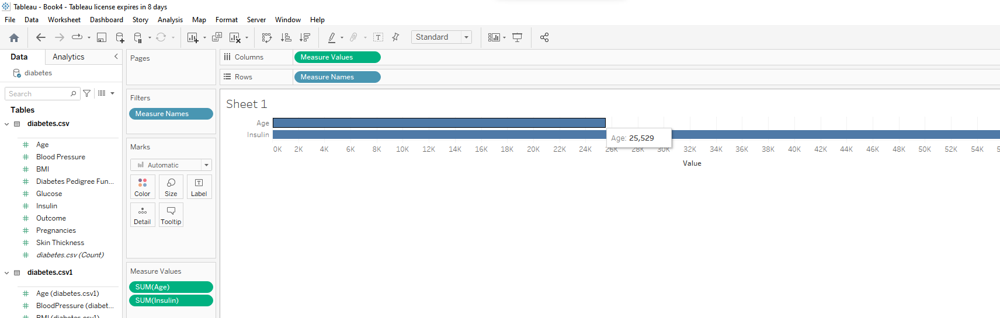 Tableau - Book4 - Tableau license expires in 8 days
File Data Worksheet Dashboard Story Analysis Map Format Server Window Help
Standard
Data Analytics
diabetes
Search
Tables
diabetes.csv
Age
Blood Pressure
BMI
Diabetes Pedigree Fun...
Glucose
Insulin
Outcome
Pregnancies
Skin Thickness
diabetes.csv (Count)
diabetes.csv1
Age (diabetes.csv1)
BloodPressure (diabet...
BMI (diabetes.csv1)
Pages
Filters
Measure Names
Marks
Automatic
Color Size Label
Detail Tooltip
Measure Values
SUM(Age)
SUM(Insulin)
Columns Measure Values
Rows Measure Names
Sheet 1
Age
Insulin
Age: 25,529
0K 2K 4K 6K 8K 10K 12K 14K 16K 18K 20K 22K 24K 26K 28K 30K 32K 34K 36K 38K 40K 42K 44K 46K 48K 50K 52K 54K
Value